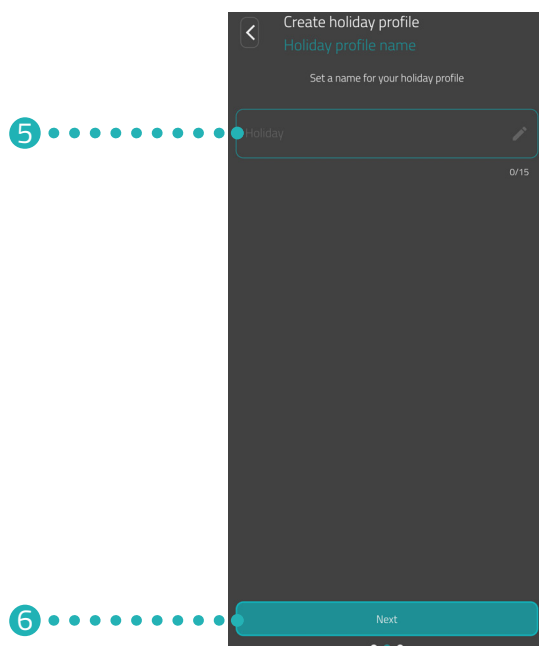 Create holiday profile
Holiday profile name
Set a name for your holiday profile
5
Holiday
0/15
6
Next